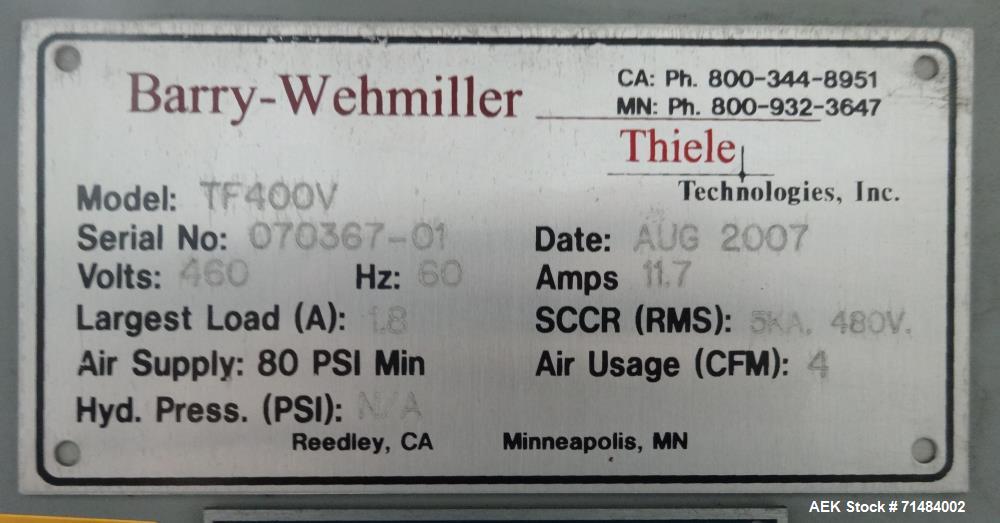 Barry-Wehmiller
CA: Ph. 800-344-8951
MN: Ph. 800-932-3647
Thiele
Technologies, Inc.
Model: TF400V
Serial No: 070367-01 Date: AUG 2007
Volts: 460 Hz: 60 Amps 11.7
Largest Load (A): 1.8 SCCR (RMS): 5KA, 480V.
Air Supply: 80 PSI Min Air Usage (CFM): 4
Hyd. Press. (PSI): N/A
Reedley, CA Minneapolis, MN
AEK Stock # 71484002